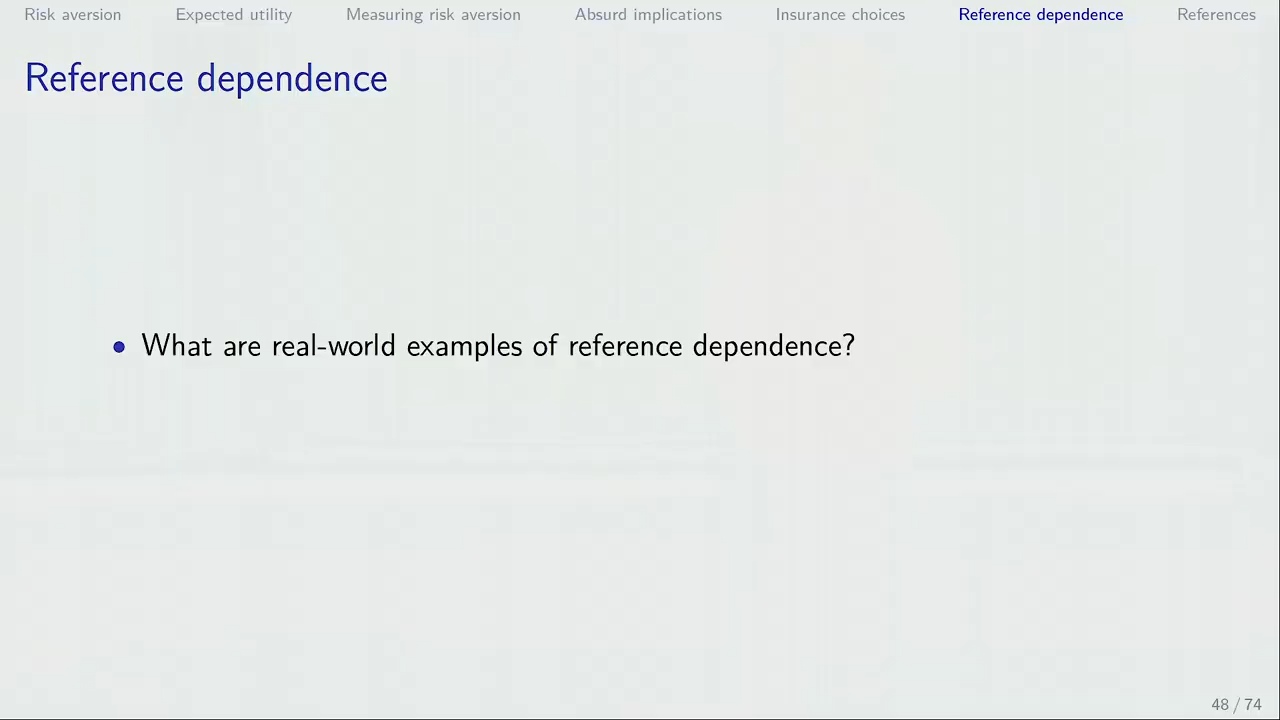 Risk aversion Expected utility Measuring risk aversion Absurd implications Insurance choices Reference dependence References
Reference dependence
• What are real-world examples of reference dependence?
48 / 74